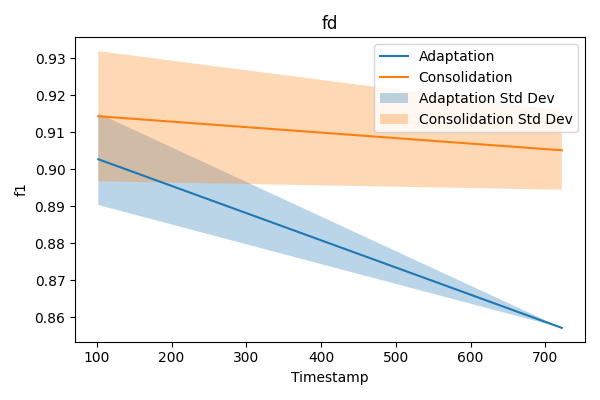 fd
0.93
0.92
0.91
0.90
0.89
0.88
0.87
0.86
f1
Adaptation
Consolidation
Adaptation Std Dev
Consolidation Std Dev
100
200
300
400
500
600
700
Timestamp